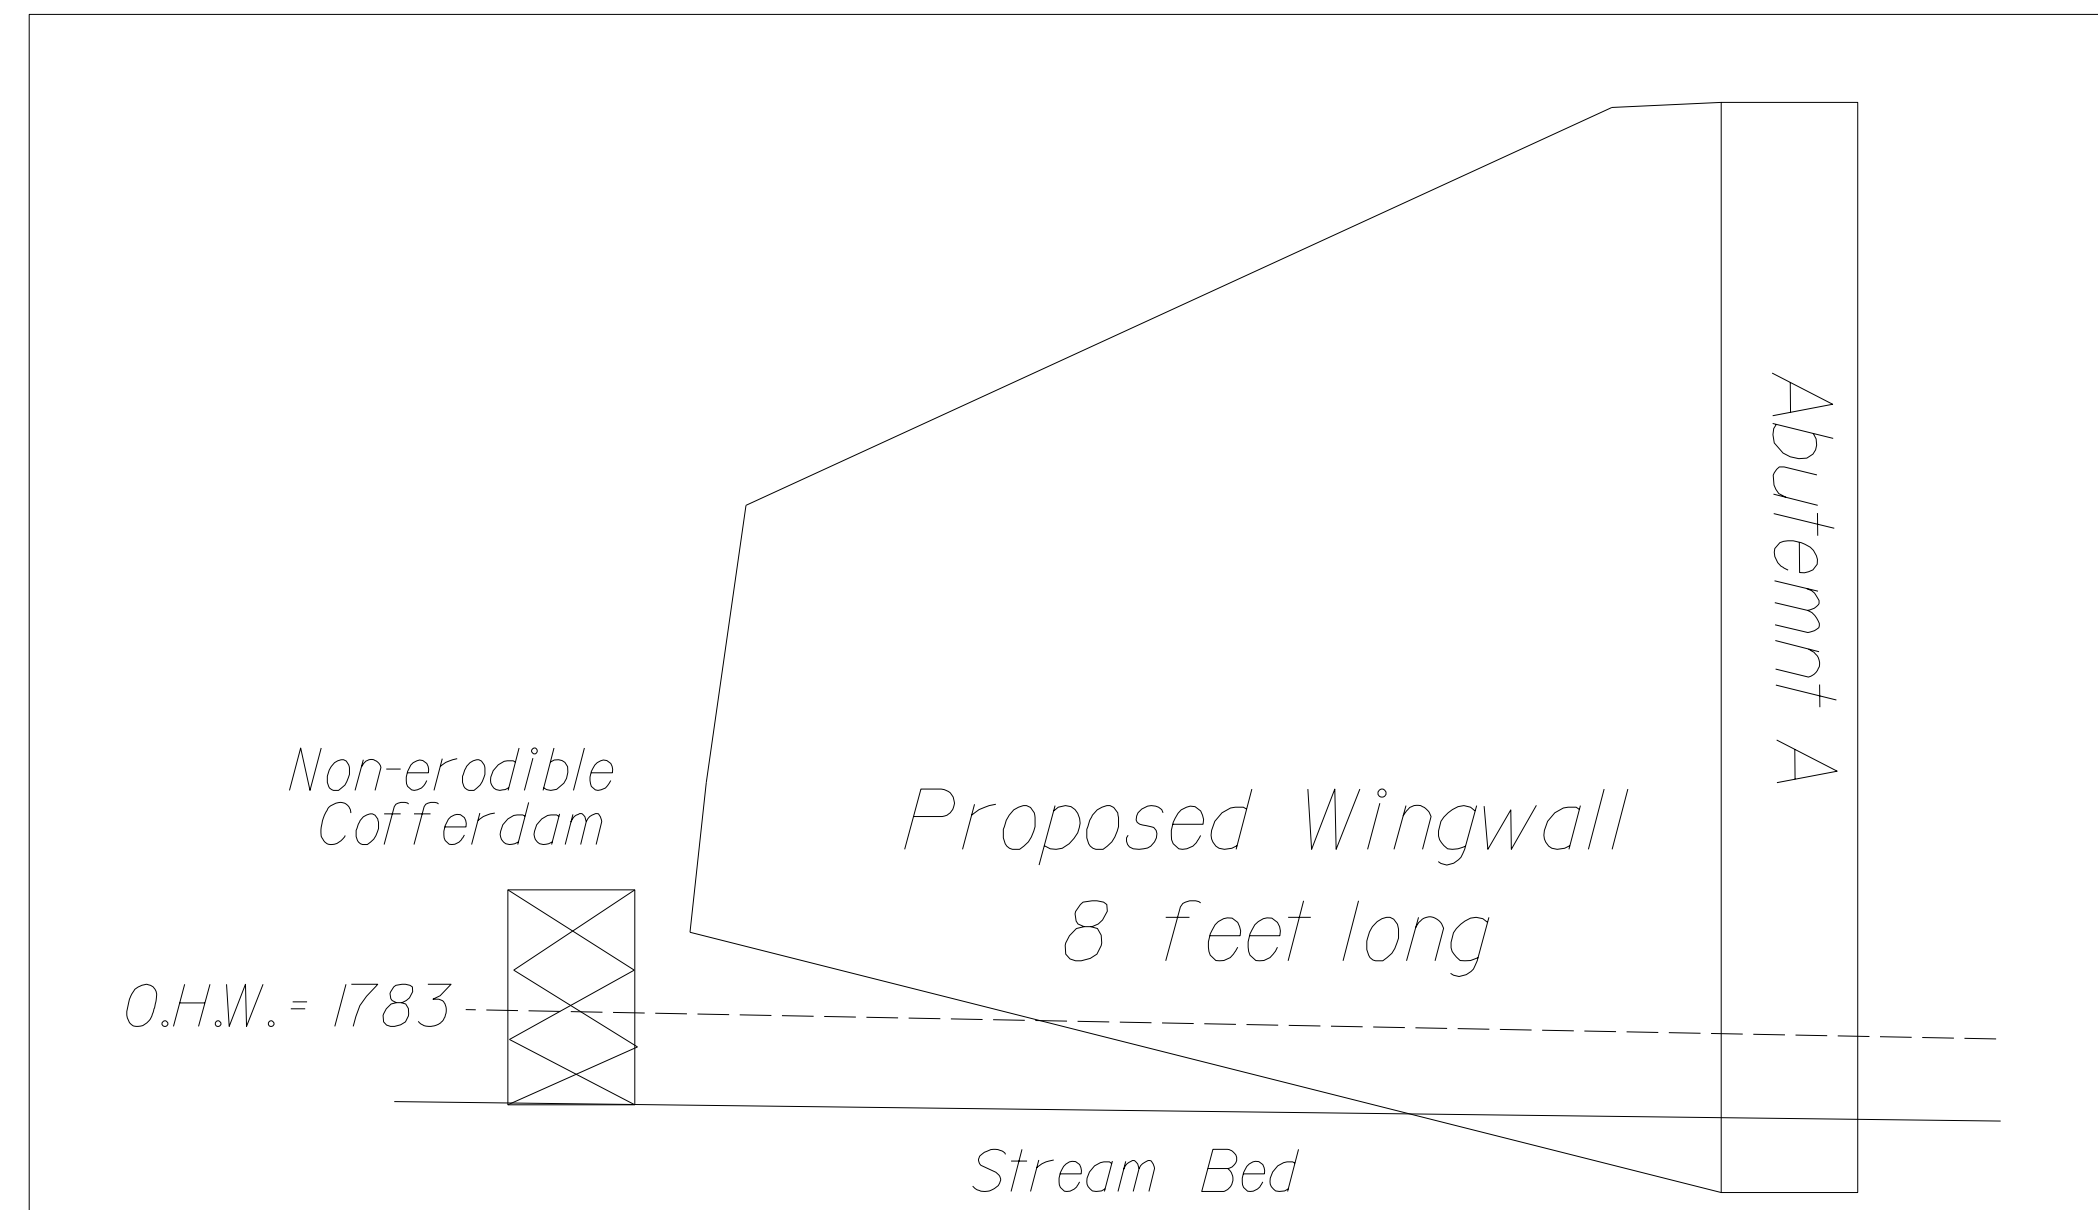 Abutemnt A
Non-erodible
Cofferdam
Proposed Wingwall
8 feet long
O.H.W. = 1783
Stream Bed